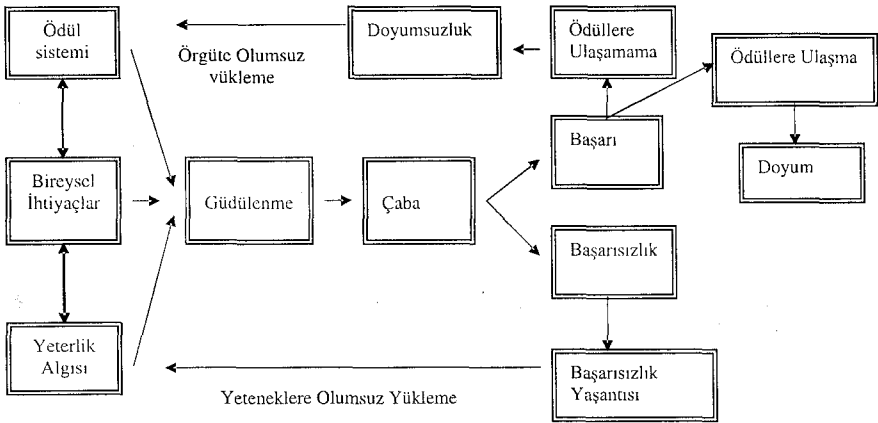 Ödül
sistemi
Örgüte Olumsuz
yükleme
Doyumsuzluk
Ödüllere
Ulaşamama
Ödüllere Ulaşma
Başarı
Doyum
Bireysel
İhtiyaçlar
Güdülenme
Çaba
Başarısızlık
Yeterlik
Algısı
Yeteneklere Olumsuz Yükleme
Başarısızlık
Yaşantısı